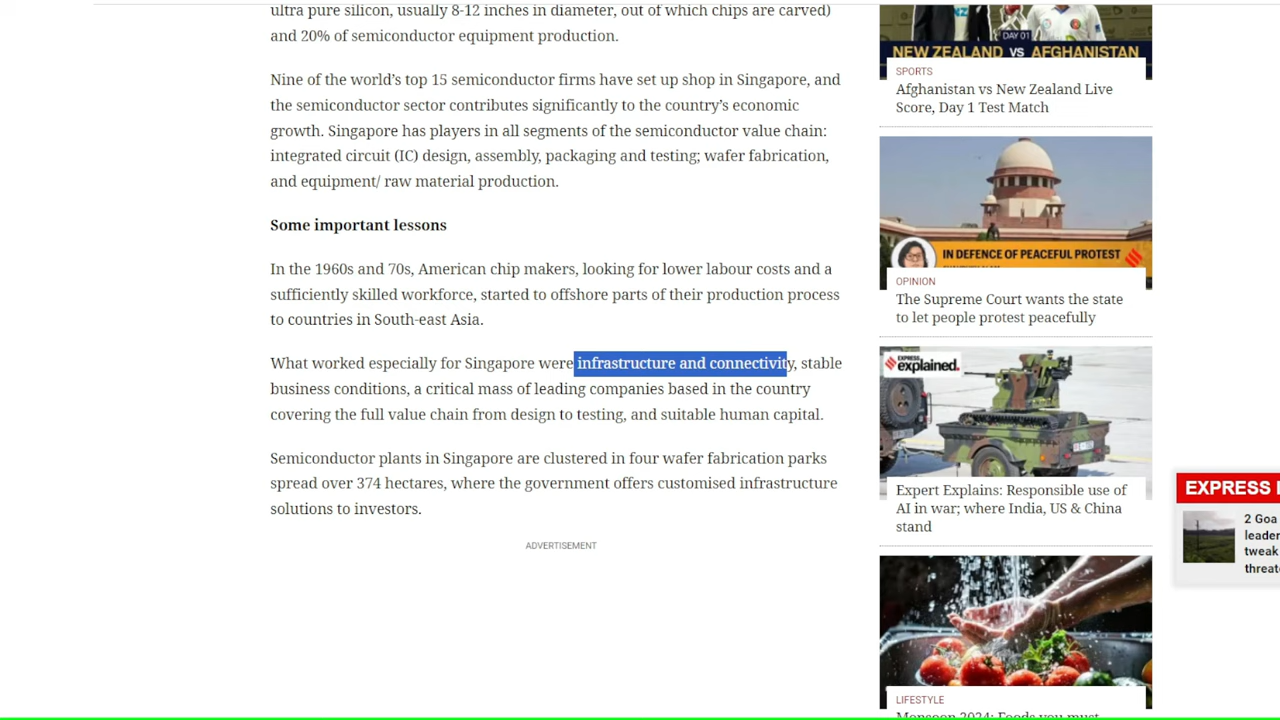 ultra pure silicon, usually 8-12 inches in diameter, out of which chips are carved)
and 20% of semiconductor equipment production.
Nine of the world’s top 15 semiconductor firms have set up shop in Singapore, and
the semiconductor sector contributes significantly to the country’s economic
growth. Singapore has players in all segments of the semiconductor value chain:
integrated circuit (IC) design, assembly, packaging and testing; wafer fabrication,
and equipment/ raw material production.
Some important lessons
In the 1960s and 70s, American chip makers, looking for lower labour costs and a
sufficiently skilled workforce, started to offshore parts of their production process
to countries in South-east Asia.
What worked especially for Singapore were infrastructure and connectivity, stable
business conditions, a critical mass of leading companies based in the country
covering the full value chain from design to testing, and suitable human capital.
Semiconductor plants in Singapore are clustered in four wafer fabrication parks
spread over 374 hectares, where the government offers customised infrastructure
solutions to investors.
ADVERTISEMENT
DAY 01
NEW ZEALAND VS AFGHANISTAN
SPORTS
Afghanistan vs New Zealand Live
Score, Day 1 Test Match
IN DEFENCE OF PEACEFUL PROTEST
OPINION
The Supreme Court wants the state
to let people protest peacefully
EXPRESS
explained.
Expert Explains: Responsible use of
AI in war; where India, US & China
stand
LIFESTYLE
Monsoon 2024: Foods you must
EXPRESS
2 Goa
leader
tweak
threat